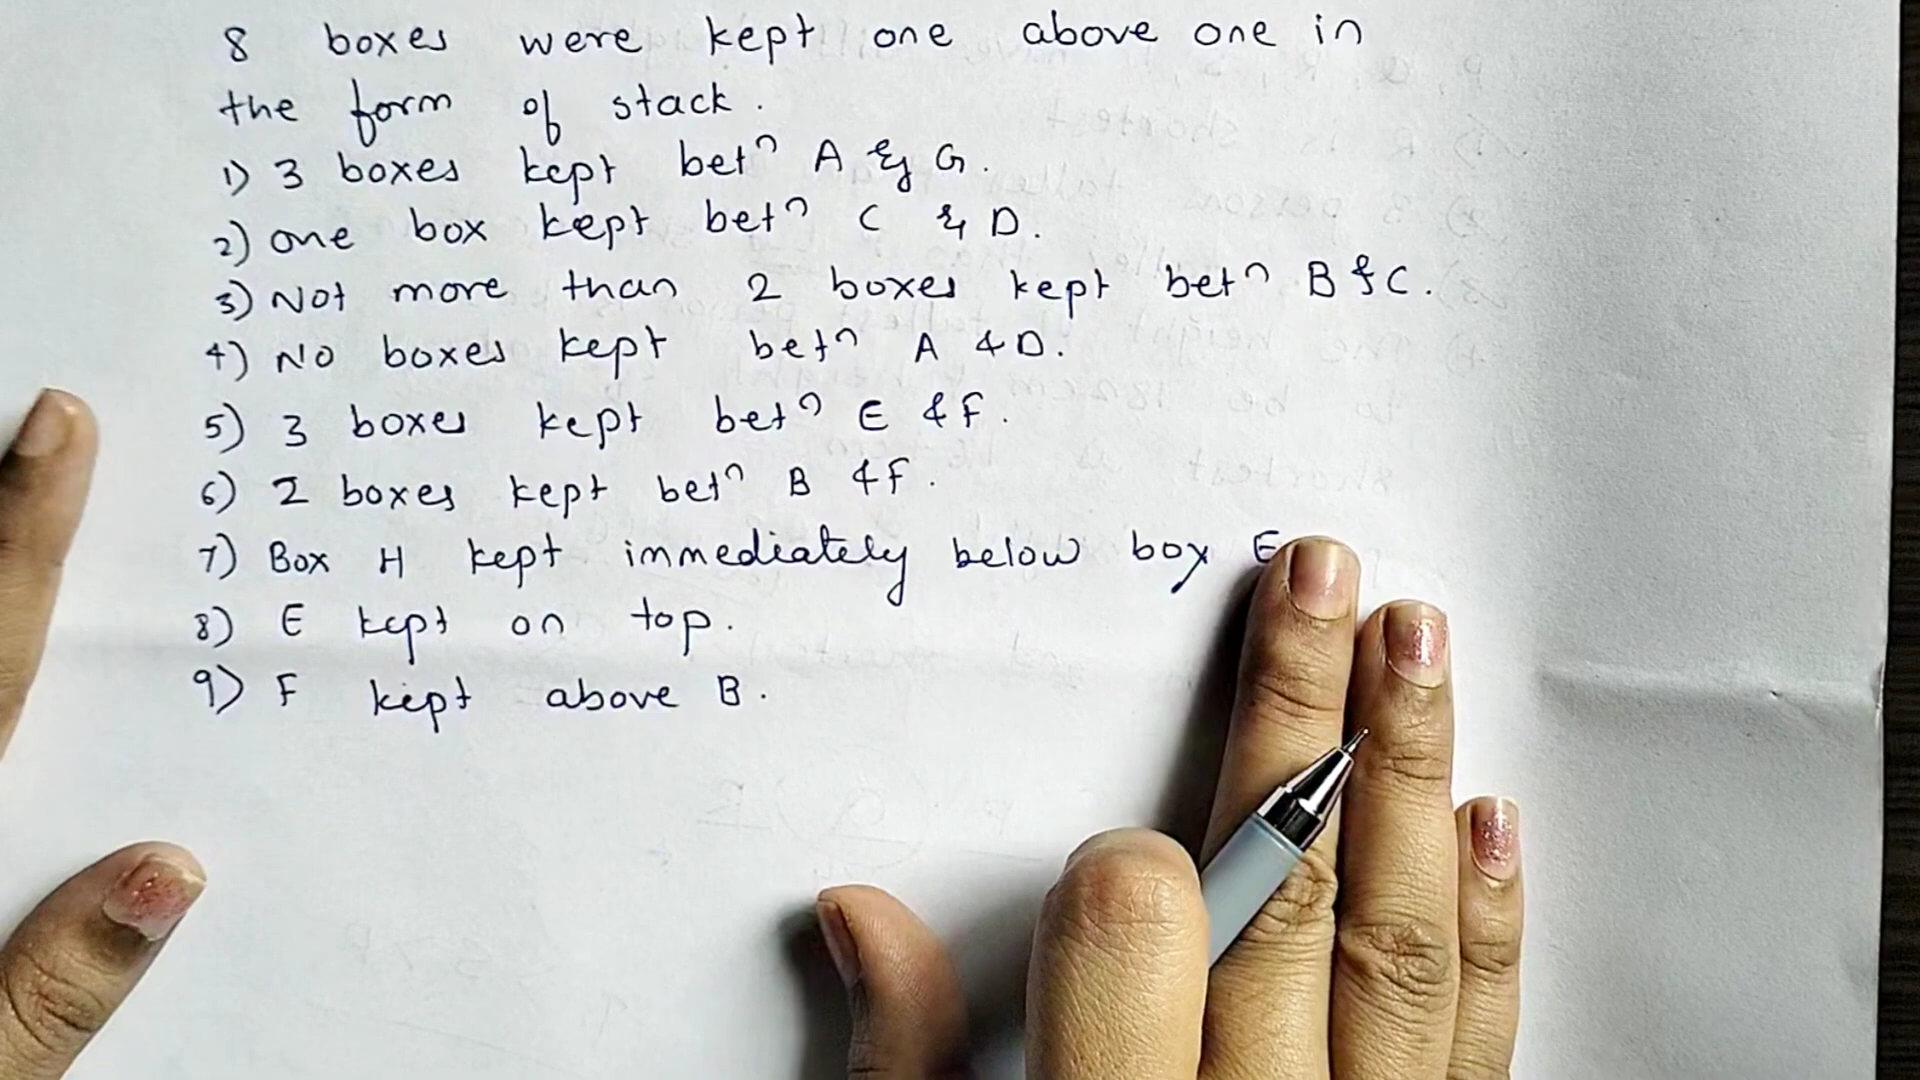 8 boxes were kept one above one in
the form of stack.
1) 3 boxes kept betn A & G.
2) one box kept betn C & D.
3) Not more than 2 boxes kept betn B & C.
4) No boxes kept betn A & D.
5) 3 boxes kept betn E & F.
6) 2 boxes kept betn B & F.
7) Box H kept immediately below box E
8) E kept on top.
9) F kept above B.